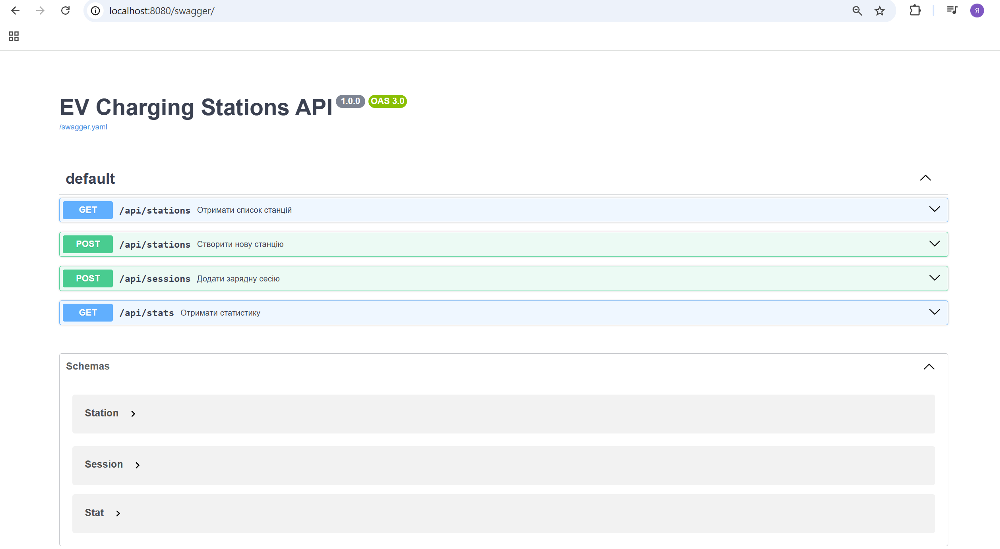 localhost:8080/swagger/
Я
EV Charging Stations API 1.0.0 OAS 3.0
/swagger.yaml
default
GET /api/stations Отримати список станцій
POST /api/stations Створити нову станцію
POST /api/sessions Додати зарядну сесію
GET /api/stats Отримати статистику
Schemas
Station
Session
Stat